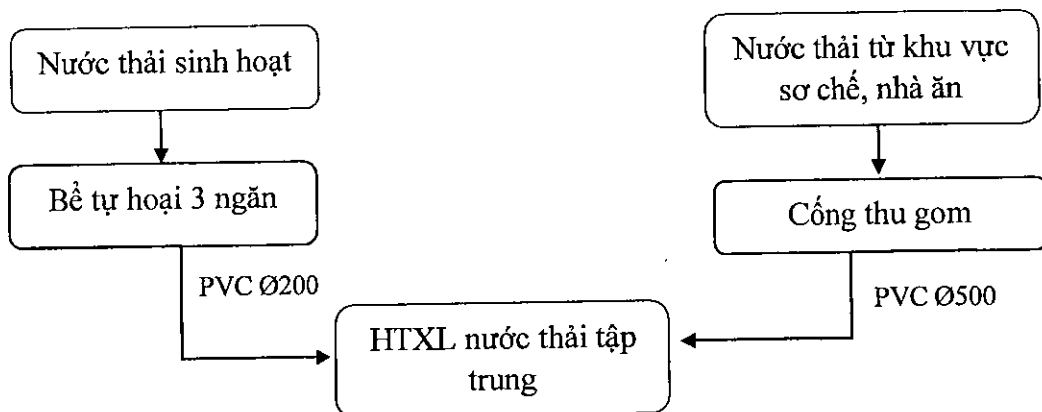 Nước thải sinh hoạt
Nước thải từ khu vực
sơ chế, nhà ăn
Bể tự hoại 3 ngăn
Cống thu gom
PVC Ø200
PVC Ø500
HTXL nước thải tập
trung